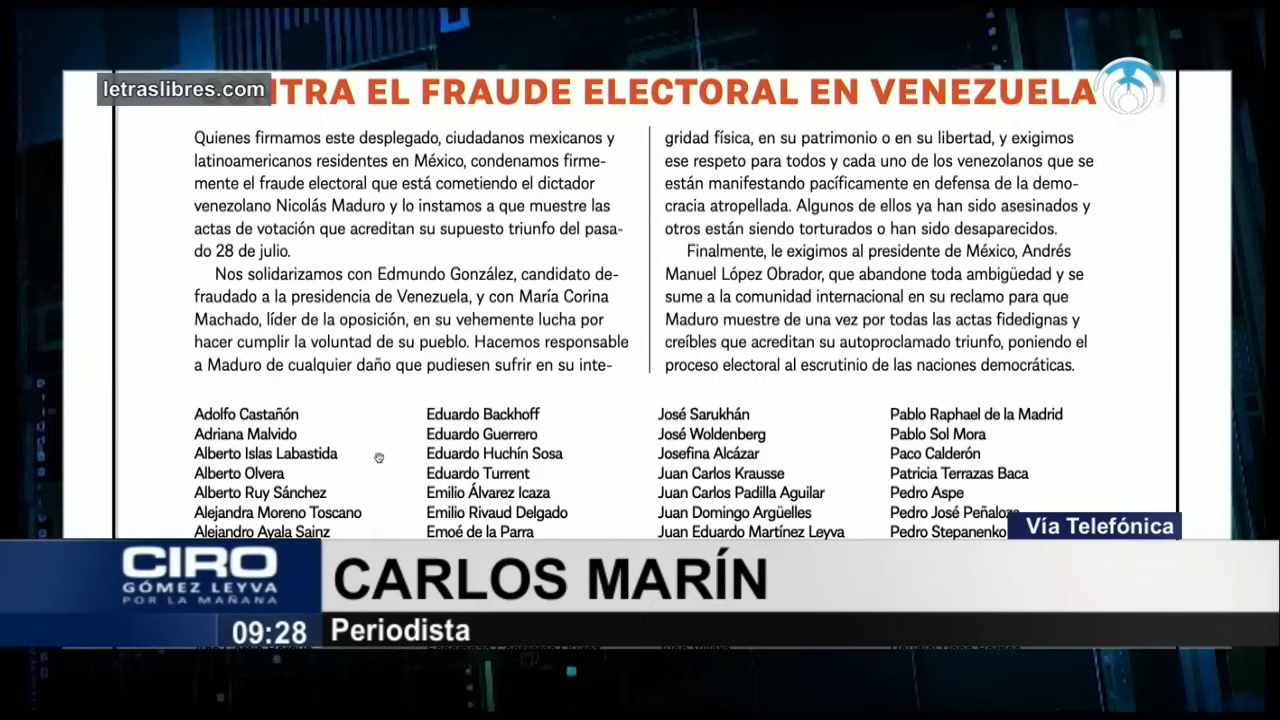 letraslibres.com
CONTRA EL FRAUDE ELECTORAL EN VENEZUELA
Quienes firmamos este desplegado, ciudadanos mexicanos y
latinoamericanos residentes en México, condenamos firme-
mente el fraude electoral que está cometiendo el dictador
venezolano Nicolás Maduro y lo instamos a que muestre las
actas de votación que acreditan su supuesto triunfo del pasa-
do 28 de julio.
Nos solidarizamos con Edmundo González, candidato de-
fraudado a la presidencia de Venezuela, y con María Corina
Machado, líder de la oposición, en su vehemente lucha por
hacer cumplir la voluntad de su pueblo. Hacemos responsable
a Maduro de cualquier daño que pudiesen sufrir en su inte-
gridad física, en su patrimonio o en su libertad, y exigimos
ese respeto para todos y cada uno de los venezolanos que se
están manifestando pacíficamente en defensa de la demo-
cracia atropellada. Algunos de ellos ya han sido asesinados y
otros están siendo torturados o han sido desaparecidos.
Finalmente, le exigimos al presidente de México, Andrés
Manuel López Obrador, que abandone toda ambigüedad y se
sume a la comunidad internacional en su reclamo para que
Maduro muestre de una vez por todas las actas fidedignas y
creíbles que acreditan su autoproclamado triunfo, poniendo el
proceso electoral al escrutinio de las naciones democráticas.
Adolfo Castañón
Adriana Malvido
Alberto Islas Labastida
Alberto Olvera
Alberto Ruy Sánchez
Alejandra Moreno Toscano
Alejandro Ayala Sainz
Eduardo Backhoff
Eduardo Guerrero
Eduardo Huchín Sosa
Eduardo Turrent
Emilio Álvarez Icaza
Emilio Rivaud Delgado
Emoé de la Parra
José Sarukhán
José Woldenberg
Josefina Alcázar
Juan Carlos Krausse
Juan Carlos Padilla Aguilar
Juan Domingo Argüelles
Juan Eduardo Martínez Leyva
Pablo Raphael de la Madrid
Pablo Sol Mora
Paco Calderón
Patricia Terrazas Baca
Pedro Aspe
Pedro José Peñaloza
Pedro Stepanenko
Vía Telefónica
CIRO
GÓMEZ LEYVA
POR LA MAÑANA
CARLOS MARÍN
09:28
Periodista